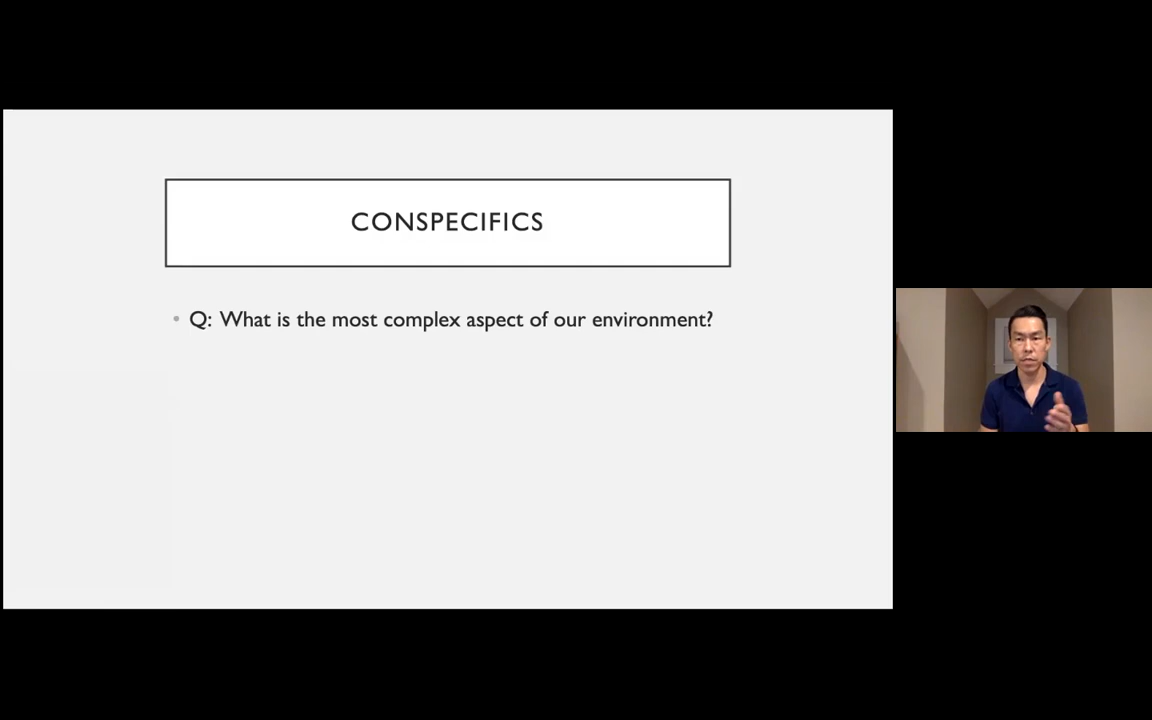 CONSPECIFICS
• Q: What is the most complex aspect of our environment?